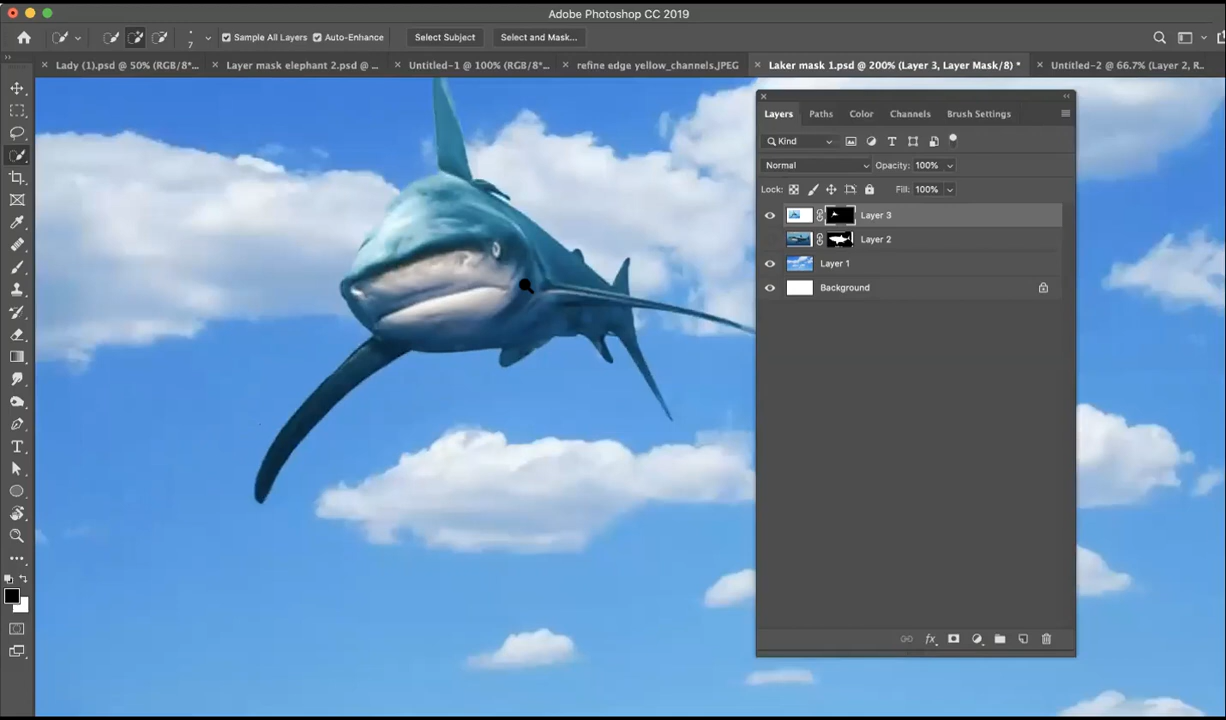 Adobe Photoshop CC 2019
7
Sample All Layers
Auto-Enhance
Select Subject
Select and Mask...
Lady (1).psd @ 50% (RGB/8*...
Layer mask elephant 2.psd @ ...
Untitled-1 @ 100% (RGB/8*...
refine edge yellow_channels.JPEG
Laker mask 1.psd @ 200% (Layer 3, Layer Mask/8) *
Untitled-2 @ 66.7% (Layer 2, R...
Layers
Paths
Color
Channels
Brush Settings
Kind
Normal
Opacity: 100%
Lock:
Fill: 100%
Layer 3
Layer 2
Layer 1
Background
fx